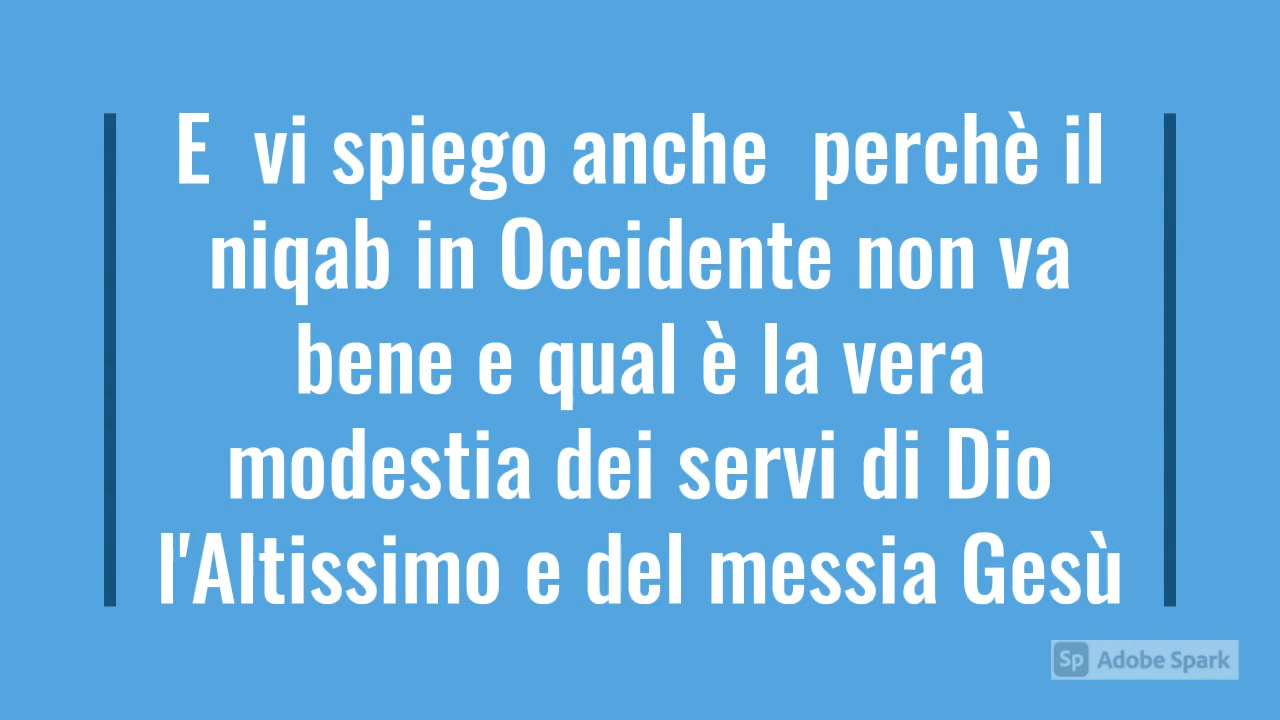 E  vi spiego anche  perchè il
niqab in Occidente non va
bene e qual è la vera
modestia dei servi di Dio
l'Altissimo e del messia Gesù
Sp Adobe Spark